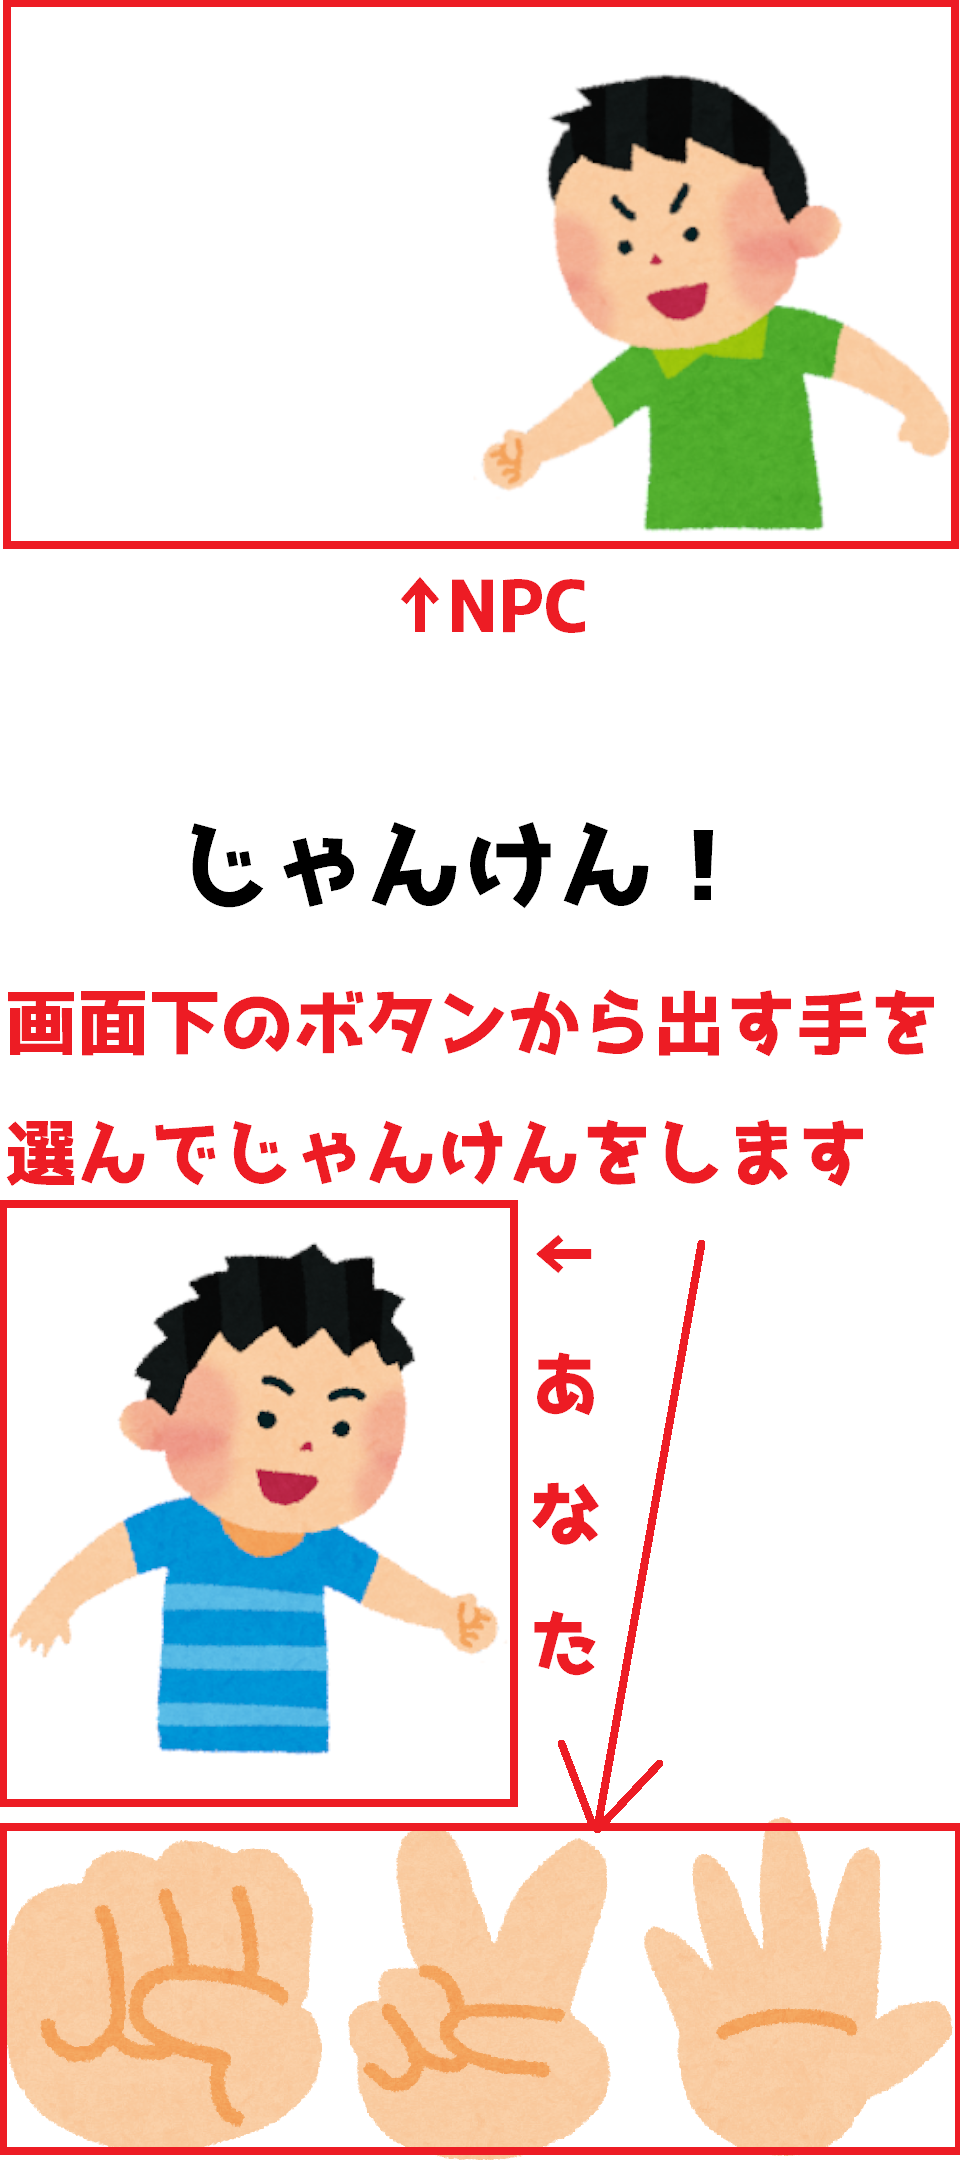 ↑NPC
じゃんけん！
画面下のボタンから出す手を
選んでじゃんけんをします
←あなた